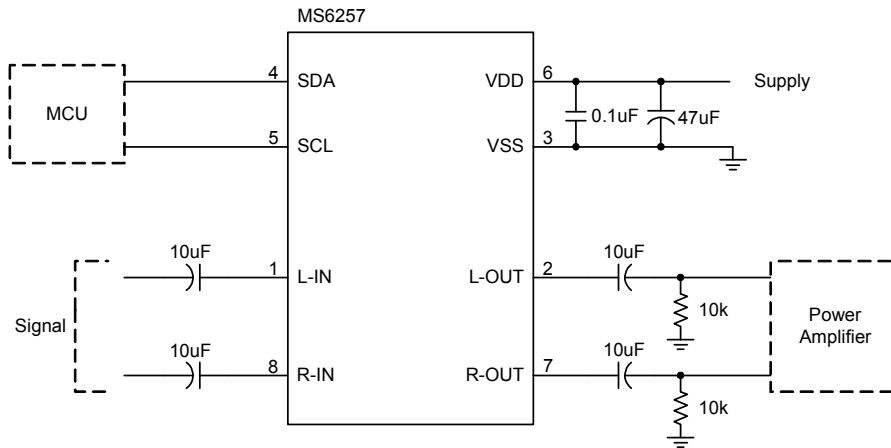 MS6257
4 SDA VDD 6 Supply
MCU 0.1uF 47uF
5 SCL VSS 3
10uF 10uF
1 L-IN L-OUT 2
10k
Signal Power
Amplifier
10uF 10uF
8 R-IN R-OUT 7
10k